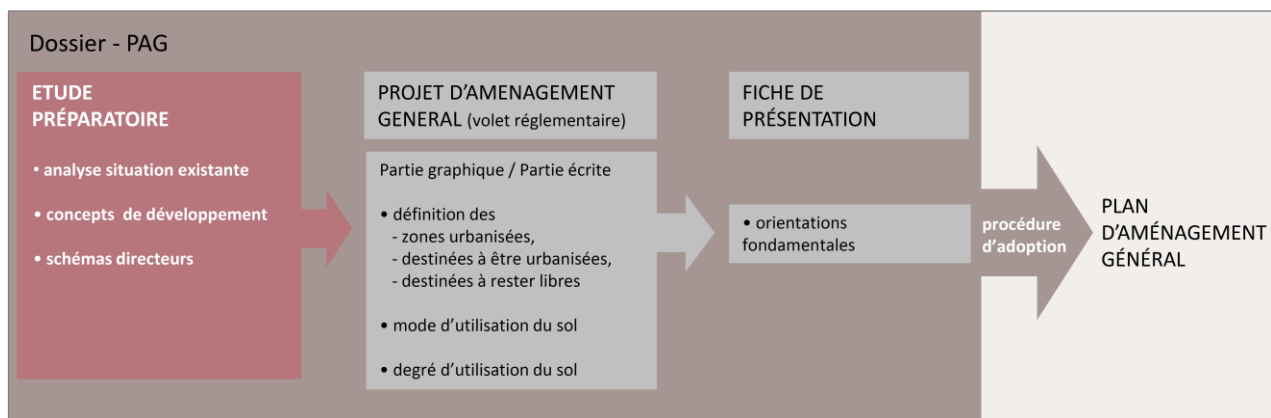 Dossier - PAG
ETUDE
PRÉPARATOIRE
• analyse situation existante
• concepts de développement
• schémas directeurs
PROJET D’AMENAGEMENT
GENERAL (volet réglementaire)
Partie graphique / Partie écrite
• définition des
- zones urbanisées,
- destinées à être urbanisées,
- destinées à rester libres
• mode d’utilisation du sol
• degré d’utilisation du sol
FICHE DE
PRÉSENTATION
• orientations
fondamentales
procédure
d’adoption
PLAN
D’AMÉNAGEMENT
GÉNÉRAL